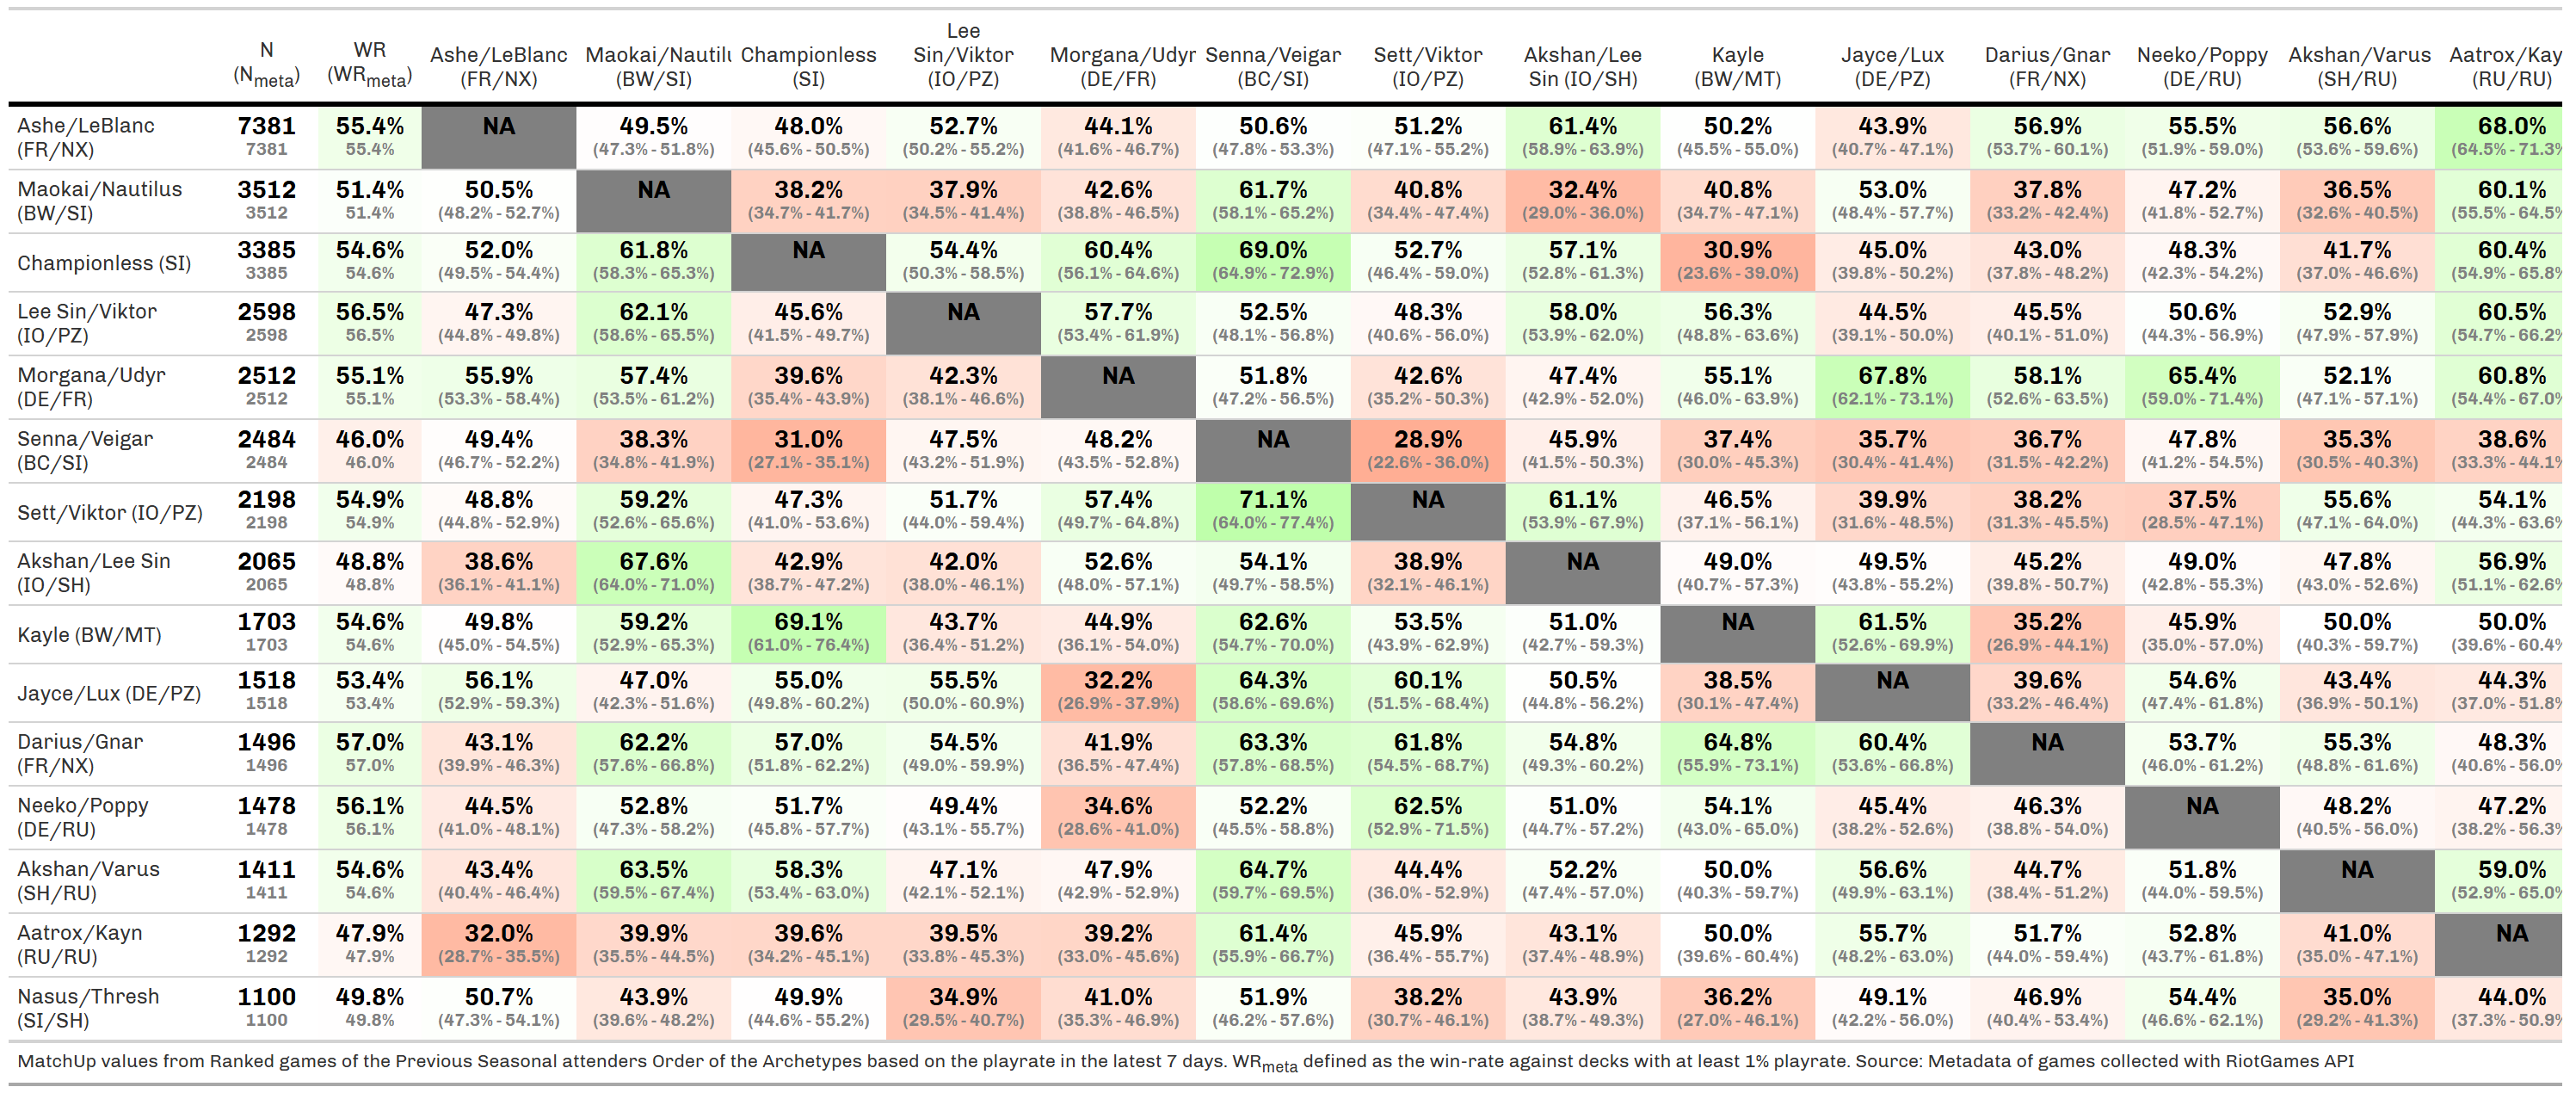 N (Nmeta) WR (WRmeta) Ashe/LeBlanc (FR/NX) Maokai/Nautilu (BW/SI) Championless (SI) Lee Sin/Viktor (IO/PZ) Morgana/Udyr (DE/FR) Senna/Veigar (BC/SI) Sett/Viktor (IO/PZ) Akshan/Lee Sin (IO/SH) Kayle (BW/MT) Jayce/Lux (DE/PZ) Darius/Gnar (FR/NX) Neeko/Poppy (DE/RU) Akshan/Varus (SH/RU) Aatrox/Kay (RU/RU)
Ashe/LeBlanc 7381 55.4% NA 49.5% 48.0% 52.7% 44.1% 50.6% 51.2% 61.4% 50.2% 43.9% 56.9% 55.5% 56.6% 68.0%
(FR/NX) 7381 55.4% (47.3% - 51.8%) (45.6% - 50.5%) (50.2% - 55.2%) (41.6% - 46.7%) (47.8% - 53.3%) (47.1% - 55.2%) (58.9% - 63.9%) (45.5% - 55.0%) (40.7% - 47.1%) (53.7% - 60.1%) (51.9% - 59.0%) (53.6% - 59.6%) (64.5% - 71.3%
Maokai/Nautilus 3512 51.4% 50.5% NA 38.2% 37.9% 42.6% 61.7% 40.8% 32.4% 40.8% 53.0% 37.8% 47.2% 36.5% 60.1%
(BW/SI) 3512 51.4% (48.2% - 52.7%) (34.7% - 41.7%) (34.5% - 41.4%) (38.8% - 46.5%) (58.1% - 65.2%) (34.4% - 47.4%) (29.0% - 36.0%) (34.7% - 47.1%) (48.4% - 57.7%) (33.2% - 42.4%) (41.8% - 52.7%) (32.6% - 40.5%) (55.5% - 64.5%
Championless (SI) 3385 54.6% 52.0% 61.8% NA 54.4% 60.4% 69.0% 52.7% 57.1% 30.9% 45.0% 43.0% 48.3% 41.7% 60.4%
3385 54.6% (49.5% - 54.4%) (58.3% - 65.3%) (50.3% - 58.5%) (56.1% - 64.6%) (64.9% - 72.9%) (46.4% - 59.0%) (52.8% - 61.3%) (23.6% - 39.0%) (39.8% - 50.2%) (37.8% - 48.2%) (42.3% - 54.2%) (37.0% - 46.6%) (54.9% - 65.8%
Lee Sin/Viktor 2598 56.5% 47.3% 62.1% 45.6% NA 57.7% 52.5% 48.3% 58.0% 56.3% 44.5% 45.5% 50.6% 52.9% 60.5%
(IO/PZ) 2598 56.5% (44.8% - 49.8%) (58.6% - 65.5%) (41.5% - 49.7%) (53.4% - 61.9%) (48.1% - 56.8%) (40.6% - 56.0%) (53.9% - 62.0%) (48.8% - 63.6%) (39.1% - 50.0%) (40.1% - 51.0%) (44.3% - 56.9%) (47.9% - 57.9%) (54.7% - 66.2%
Morgana/Udyr 2512 55.1% 55.9% 57.4% 39.6% 42.3% NA 51.8% 42.6% 47.4% 55.1% 67.8% 58.1% 65.4% 52.1% 60.8%
(DE/FR) 2512 55.1% (53.3% - 58.4%) (53.5% - 61.2%) (35.4% - 43.9%) (38.1% - 46.6%) (47.2% - 56.5%) (35.2% - 50.3%) (42.9% - 52.0%) (46.0% - 63.9%) (62.1% - 73.1%) (52.6% - 63.5%) (59.0% - 71.4%) (47.1% - 57.1%) (54.4% - 67.0%
Senna/Veigar 2484 46.0% 49.4% 38.3% 31.0% 47.5% 48.2% NA 28.9% 45.9% 37.4% 35.7% 36.7% 47.8% 35.3% 38.6%
(BC/SI) 2484 46.0% (46.7% - 52.2%) (34.8% - 41.9%) (27.1% - 35.1%) (43.2% - 51.9%) (43.5% - 52.8%) (22.6% - 36.0%) (41.5% - 50.3%) (30.0% - 45.3%) (30.4% - 41.4%) (31.5% - 42.2%) (41.2% - 54.5%) (30.5% - 40.3%) (33.3% - 44.1%
Sett/Viktor (IO/PZ) 2198 54.9% 48.8% 59.2% 47.3% 51.7% 57.4% 71.1% NA 61.1% 46.5% 39.9% 38.2% 37.5% 55.6% 54.1%
2198 54.9% (44.8% - 52.9%) (52.6% - 65.6%) (41.0% - 53.6%) (44.0% - 59.4%) (49.7% - 64.8%) (64.0% - 77.4%) (53.9% - 67.9%) (37.1% - 56.1%) (31.6% - 48.5%) (31.3% - 45.5%) (28.5% - 47.1%) (47.1% - 64.0%) (44.3% - 63.6%
Akshan/Lee Sin 2065 48.8% 38.6% 67.6% 42.9% 42.0% 52.6% 54.1% 38.9% NA 49.0% 49.5% 45.2% 49.0% 47.8% 56.9%
(IO/SH) 2065 48.8% (36.1% - 41.1%) (64.0% - 71.0%) (38.7% - 47.2%) (38.0% - 46.1%) (48.0% - 57.1%) (49.7% - 58.5%) (32.1% - 46.1%) (40.7% - 57.3%) (43.8% - 55.2%) (39.8% - 50.7%) (42.8% - 55.3%) (43.0% - 52.6%) (51.1% - 62.6%
Kayle (BW/MT) 1703 54.6% 49.8% 59.2% 69.1% 43.7% 44.9% 62.6% 53.5% 51.0% NA 61.5% 35.2% 45.9% 50.0% 50.0%
1703 54.6% (45.0% - 54.5%) (52.9% - 65.3%) (61.0% - 76.4%) (36.4% - 51.2%) (36.1% - 54.0%) (54.7% - 70.0%) (43.9% - 62.9%) (42.7% - 59.3%) (52.6% - 69.9%) (26.9% - 44.1%) (35.0% - 57.0%) (40.3% - 59.7%) (39.6% - 60.4%
Jayce/Lux (DE/PZ) 1518 53.4% 56.1% 47.0% 55.0% 55.5% 32.2% 64.3% 60.1% 50.5% 38.5% NA 39.6% 54.6% 43.4% 44.3%
1518 53.4% (52.9% - 59.3%) (42.3% - 51.6%) (49.8% - 60.2%) (50.0% - 60.9%) (26.9% - 37.9%) (58.6% - 69.6%) (51.5% - 68.4%) (44.8% - 56.2%) (30.1% - 47.4%) (33.2% - 46.4%) (47.4% - 61.8%) (36.9% - 50.1%) (37.0% - 51.8%
Darius/Gnar 1496 57.0% 43.1% 62.2% 57.0% 54.5% 41.9% 63.3% 61.8% 54.8% 64.8% 60.4% NA 53.7% 55.3% 48.3%
(FR/NX) 1496 57.0% (39.9% - 46.3%) (57.6% - 66.8%) (51.8% - 62.2%) (49.0% - 59.9%) (36.5% - 47.4%) (57.8% - 68.5%) (54.5% - 68.7%) (49.3% - 60.2%) (55.9% - 73.1%) (53.6% - 66.8%) (46.0% - 61.2%) (48.8% - 61.6%) (40.6% - 56.0%
Neeko/Poppy 1478 56.1% 44.5% 52.8% 51.7% 49.4% 34.6% 52.2% 62.5% 51.0% 54.1% 45.4% 46.3% NA 48.2% 47.2%
(DE/RU) 1478 56.1% (41.0% - 48.1%) (47.3% - 58.2%) (45.8% - 57.7%) (43.1% - 55.7%) (28.6% - 41.0%) (45.5% - 58.8%) (52.9% - 71.5%) (44.7% - 57.2%) (43.0% - 65.0%) (38.2% - 52.6%) (38.8% - 54.0%) (40.5% - 56.0%) (38.2% - 56.3%
Akshan/Varus 1411 54.6% 43.4% 63.5% 58.3% 47.1% 47.9% 64.7% 44.4% 52.2% 50.0% 56.6% 44.7% 51.8% NA 59.0%
(SH/RU) 1411 54.6% (40.4% - 46.4%) (59.5% - 67.4%) (53.4% - 63.0%) (42.1% - 52.1%) (42.9% - 52.9%) (59.7% - 69.5%) (36.0% - 52.9%) (47.4% - 57.0%) (40.3% - 59.7%) (49.9% - 63.1%) (38.4% - 51.2%) (44.0% - 59.5%) (52.9% - 65.0%
Aatrox/Kayn 1292 47.9% 32.0% 39.9% 39.6% 39.5% 39.2% 61.4% 45.9% 43.1% 50.0% 55.7% 51.7% 52.8% 41.0% NA
(RU/RU) 1292 47.9% (28.7% - 35.5%) (35.5% - 44.5%) (34.2% - 45.1%) (33.8% - 45.3%) (33.0% - 45.6%) (55.9% - 66.7%) (36.4% - 55.7%) (37.4% - 48.9%) (39.6% - 60.4%) (48.2% - 63.0%) (44.0% - 59.4%) (43.7% - 61.8%) (35.0% - 47.1%)
Nasus/Thresh 1100 49.8% 50.7% 43.9% 49.9% 34.9% 41.0% 51.9% 38.2% 43.9% 36.2% 49.1% 46.9% 54.4% 35.0% 44.0%
(SI/SH) 1100 49.8% (47.3% - 54.1%) (39.6% - 48.2%) (44.6% - 55.2%) (29.5% - 40.7%) (35.3% - 46.9%) (46.2% - 57.6%) (30.7% - 46.1%) (38.7% - 49.3%) (27.0% - 46.1%) (42.2% - 56.0%) (40.4% - 53.4%) (46.6% - 62.1%) (29.2% - 41.3%) (37.3% - 50.9%
MatchUp values from Ranked games of the Previous Seasonal attenders Order of the Archetypes based on the playrate in the latest 7 days. WRmeta defined as the win-rate against decks with at least 1% playrate. Source: Metadata of games collected with RiotGames API